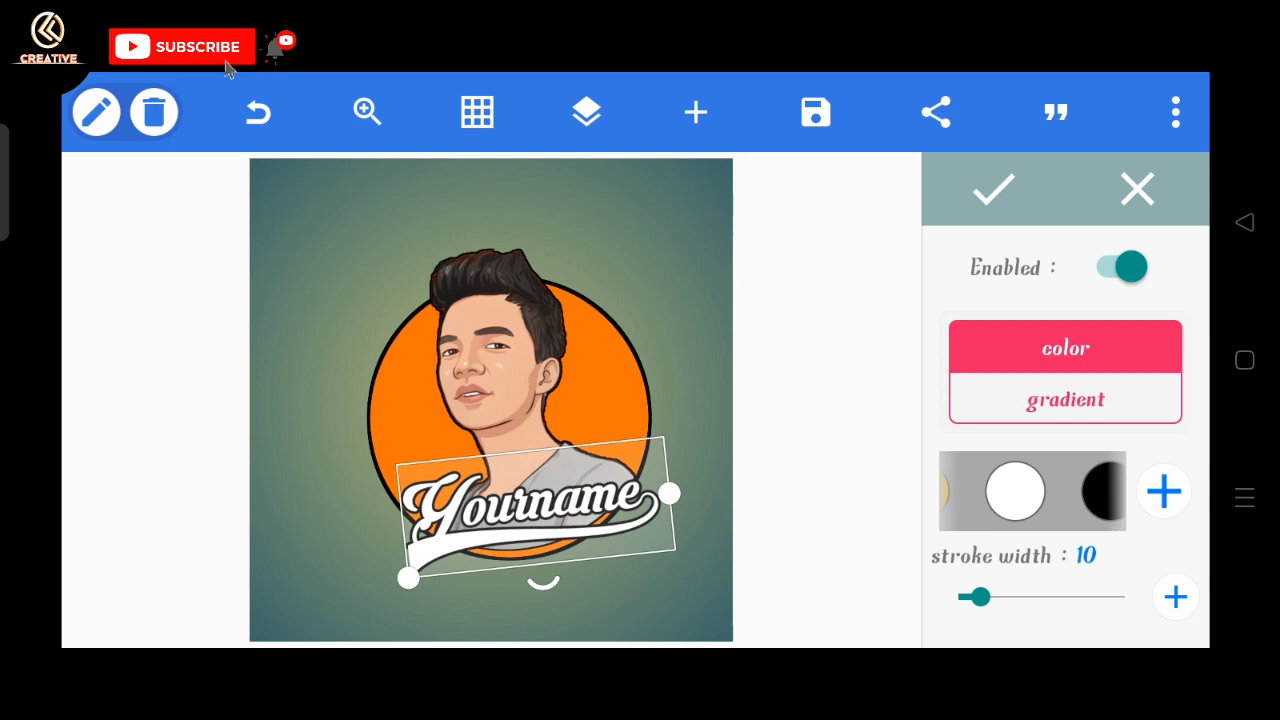 CREATIVE
SUBSCRIBE
Enabled :
color
gradient
stroke width : 10
Yourname